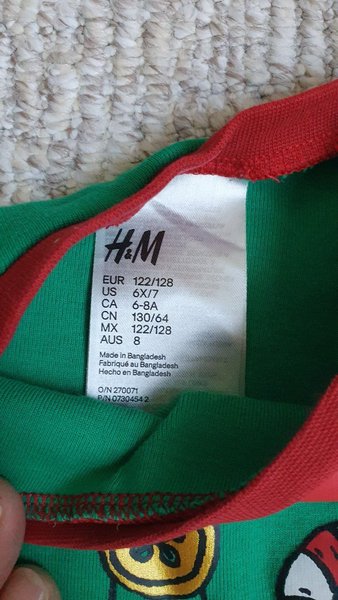 H&M
EUR 122/128
US 6X/7
CA 6-8A
CN 130/64
MX 122/128
AUS 8
Made in Bangladesh
Fabriqué au Bangladesh
Hecho en Bangladesh
O/N 270071
P/N 0730454 2